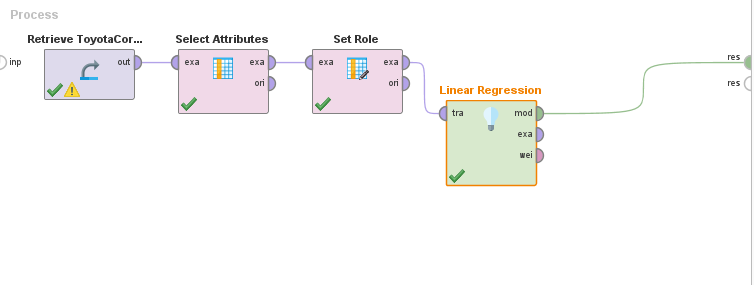 Process
Retrieve ToyotaCor...
Select Attributes
Set Role
inp
out
exa
exa
ori
exa
exa
ori
res
res
Linear Regression
tra
mod
exa
wei